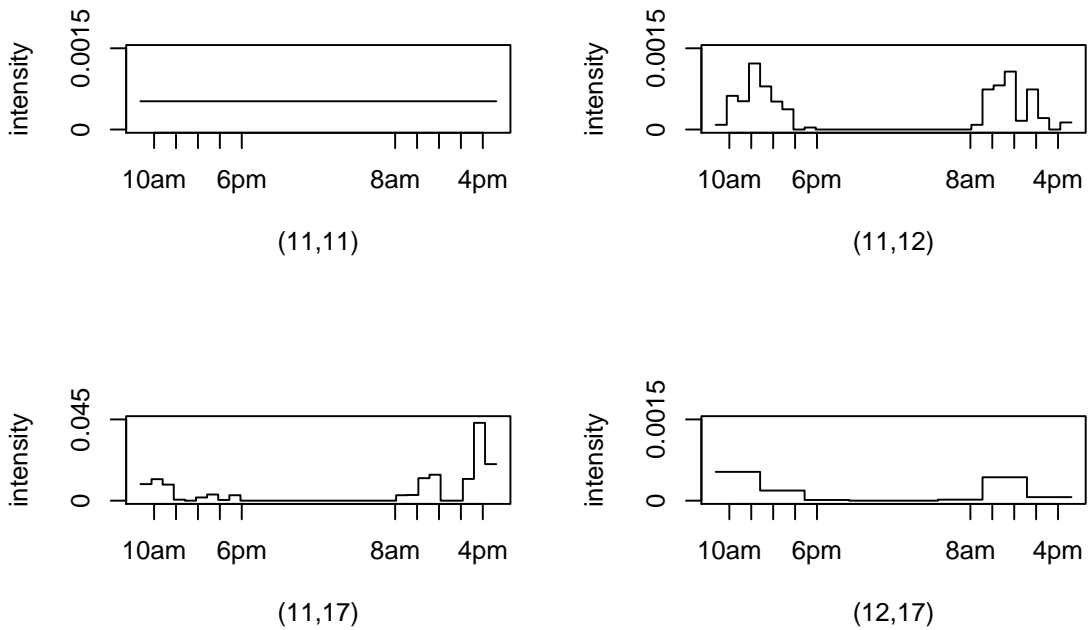 intensity
0.0015
0
10am 6pm 8am 4pm
(11,11)
intensity
0.0015
0
10am 6pm 8am 4pm
(11,12)
intensity
0.045
0
10am 6pm 8am 4pm
(11,17)
intensity
0.0015
0
10am 6pm 8am 4pm
(12,17)